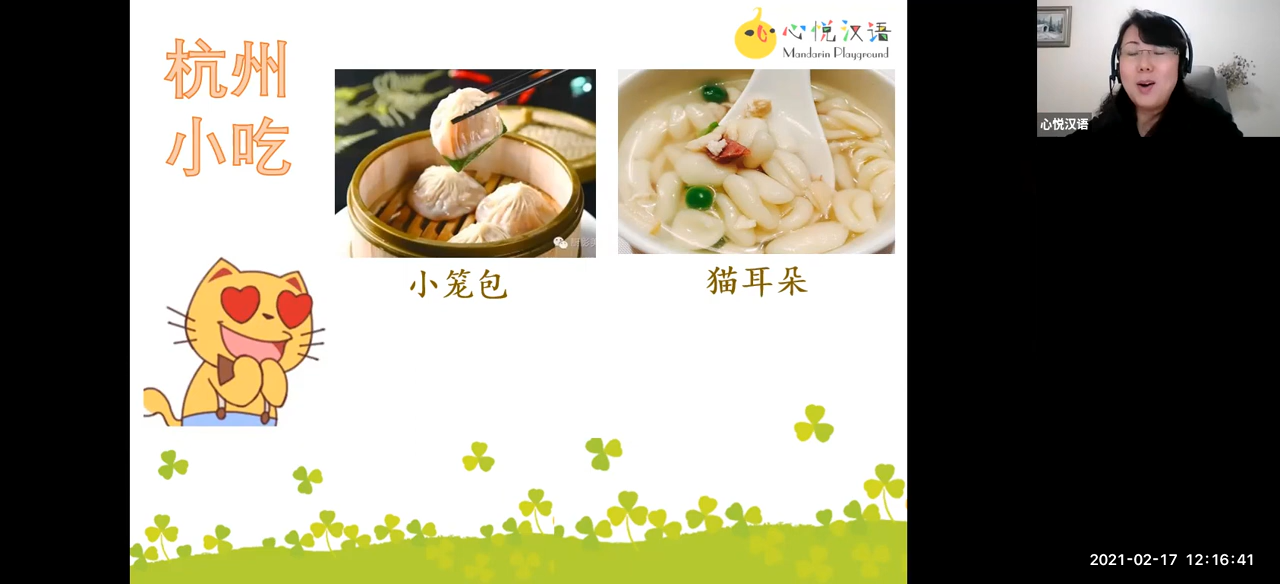 心悦汉语
Mandarin Playground
杭州
小吃
小笼包
猫耳朵
心悦汉语
2021-02-17 12:16:41